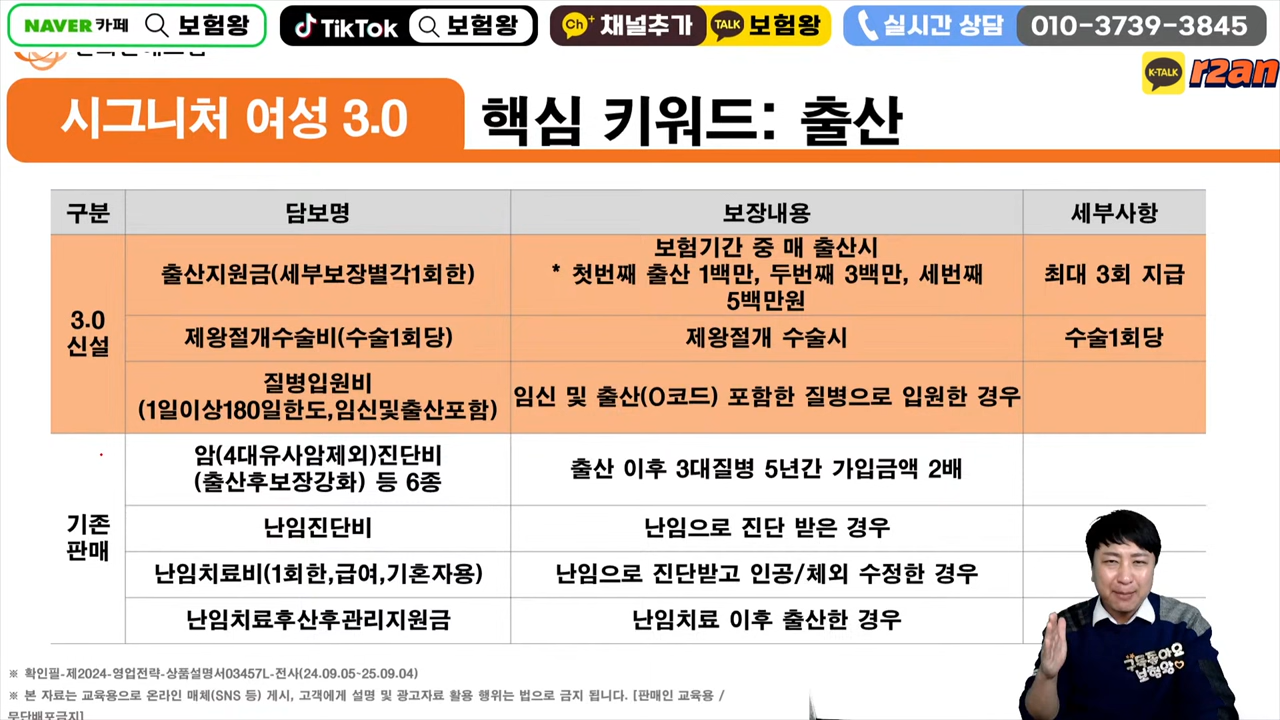 NAVER 카페 보험왕
TikTok 보험왕
Ch+ 채널추가 TALK 보험왕
실시간 상담 010-3739-3845
K-TALK r2an
시그니처 여성 3.0
핵심 키워드: 출산
구분 담보명 보장내용 세부사항
3.0
신설
출산지원금(세부보장별각1회한)
보험기간 중 매 출산시
* 첫번째 출산 1백만, 두번째 3백만, 세번째
5백만원
최대 3회 지급
제왕절개수술비(수술1회당)
제왕절개 수술시
수술1회당
질병입원비
(1일이상180일한도,임신및출산포함)
임신 및 출산(O코드) 포함한 질병으로 입원한 경우
기존
판매
암(4대유사암제외)진단비
(출산후보장강화) 등 6종
출산 이후 3대질병 5년간 가입금액 2배
난임진단비
난임으로 진단 받은 경우
난임치료비(1회한,급여,기혼자용)
난임으로 진단받고 인공/체외 수정한 경우
난임치료후산후관리지원금
난임치료 이후 출산한 경우
구독좋아요
보험왕
※ 확인필-제2024-영업전략-상품설명서03457L-전사(24.09.05~25.09.04)
※ 본 자료는 교육용으로 온라인 매체(SNS 등) 게시, 고객에게 설명 및 광고자료 활용 행위는 법으로 금지 됩니다. [판매인 교육용 /
무단배포금지]